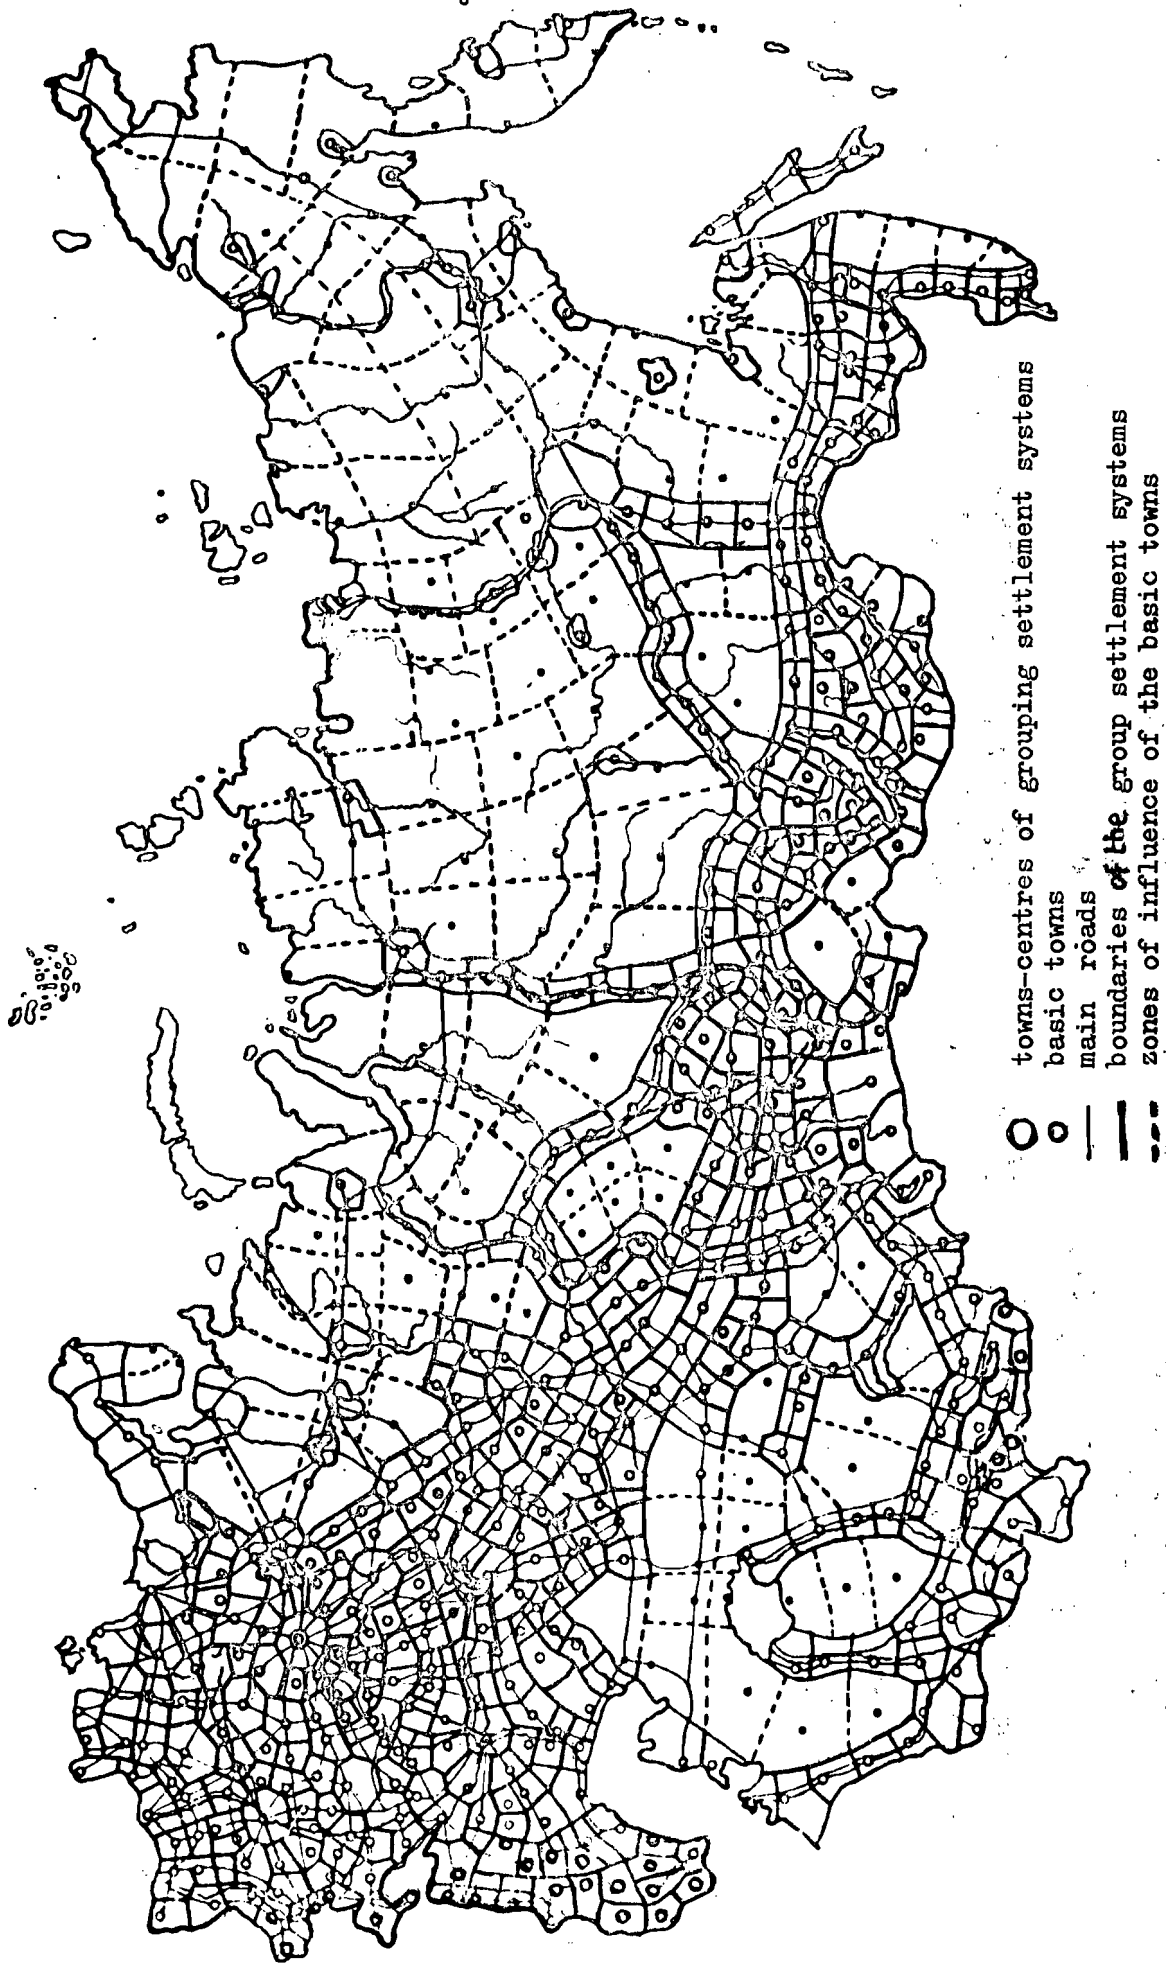 towns-centres of grouping settlement systems
basic towns
main roads
boundaries of the group settlement systems
zones of influence of the basic towns